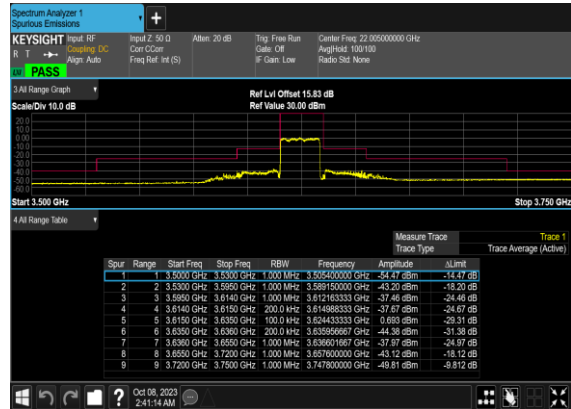 Spectrum Analyzer 1
Spurious Emissions
+
KEYSIGHT Input: RF Input Z: 50 Ω Atten: 20 dB Trig: Free Run Center Freq: 22.005000000 GHz
R T Coupling: DC Corr CCorr Gate: Off Avg|Hold: 100/100
Align: Auto Freq Ref: Int (S) IF Gain: Low Radio Std: None
LW PASS
3 All Range Graph
Ref Lvl Offset 15.83 dB
Scale/Div 10.0 dB Ref Value 30.00 dBm
20.0
10.0
0.00
-10.0
-20.0
-30.0
-40.0
-50.0
-60.0
Start 3.500 GHz Stop 3.750 GHz
4 All Range Table
Measure Trace Trace 1
Trace Type Trace Average (Active)
Spur Range Start Freq Stop Freq RBW Frequency Amplitude ΔLimit
1 1 3.5000 GHz 3.5300 GHz 1.000 MHz 3.505400000 GHz -54.47 dBm -14.47 dB
2 2 3.5300 GHz 3.5950 GHz 1.000 MHz 3.589150000 GHz -43.20 dBm -18.20 dB
3 3 3.5950 GHz 3.6140 GHz 1.000 MHz 3.612163333 GHz -37.46 dBm -24.46 dB
4 4 3.6140 GHz 3.6150 GHz 200.0 kHz 3.614988333 GHz -37.67 dBm -24.67 dB
5 5 3.6150 GHz 3.6350 GHz 100.0 kHz 3.624433333 GHz 0.693 dBm -29.31 dB
6 6 3.6350 GHz 3.6360 GHz 200.0 kHz 3.635956667 GHz -44.38 dBm -31.38 dB
7 7 3.6360 GHz 3.6550 GHz 1.000 MHz 3.636601667 GHz -37.97 dBm -24.97 dB
8 8 3.6550 GHz 3.7200 GHz 1.000 MHz 3.657600000 GHz -43.12 dBm -18.12 dB
9 9 3.7200 GHz 3.7500 GHz 1.000 MHz 3.747800000 GHz -49.81 dBm -9.812 dB
? Oct 08, 2023
2:41:14 AM